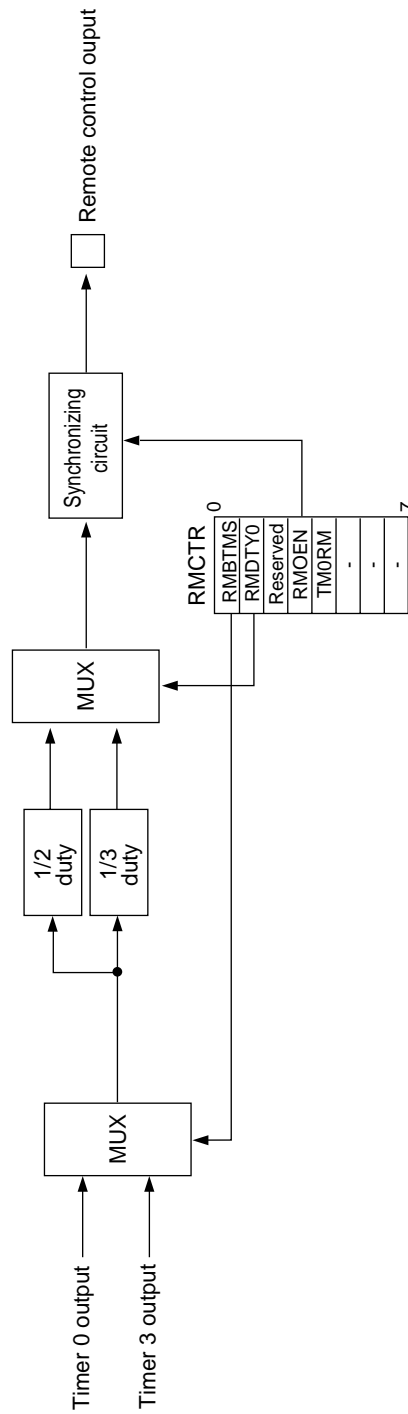 Timer 0 output
Timer 3 output
MUX
1/2
duty
1/3
duty
MUX
Synchronizing
circuit
Remote control ouput
RMCTR
0
RMBTMS
RMDTY0
Reserved
RMOEN
TM0RM
-
-
-
7